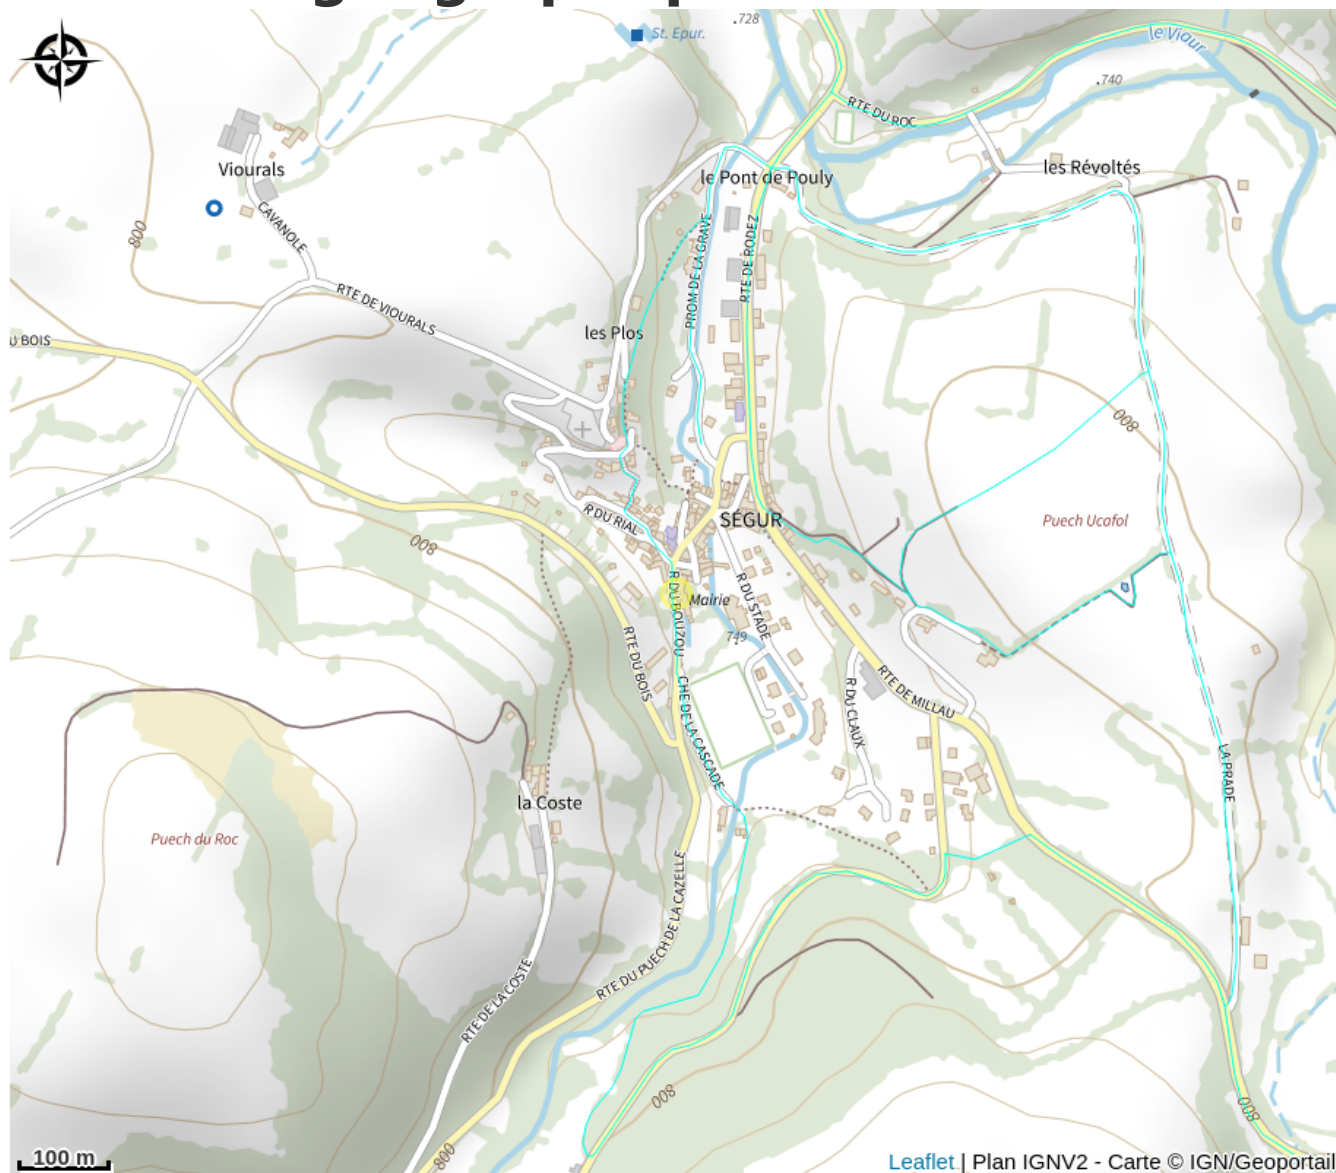 .728
St. Epur.
le Viaur
.740
RTE DU ROC
Viourals
le Pont de Pouly
les Révoltés
CAVANOLE
800
PROM DE LA GRAVE
RTE DE RODEZ
RTE DE VIOURALS
les Plos
U BOIS
800
SÉGUR
R DU RIAL
Puech Ucafol
800
R DU BOUZOU
Mairie
R DU STADE
749
RTE DU BOIS
CHE DE LA CASCADE
R DU CLAUX
RTE DE MILLAU
LA PRADE
la Coste
Puech du Roc
RTE DU PUECH DE LA CAZELLE
RTE DE LA COSTE
800
800
800
100 m
Leaflet | Plan IGNV2 - Carte © IGN/Geoportail